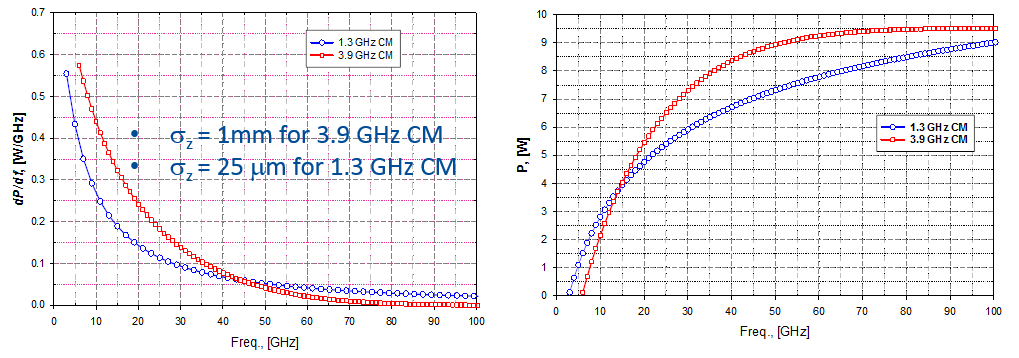 0.7
0.6
0.5
0.4
0.3
0.2
0.1
0.0
dP/df, [W/GHz]
1.3 GHz CM
3.9 GHz CM
• σz = 1mm for 3.9 GHz CM
• σz = 25 μm for 1.3 GHz CM
0 10 20 30 40 50 60 70 80 90 100
Freq., [GHz]
10
9
8
7
6
5
4
3
2
1
0
P, [W]
1.3 GHz CM
3.9 GHz CM
0 10 20 30 40 50 60 70 80 90 100
Freq., [GHz]